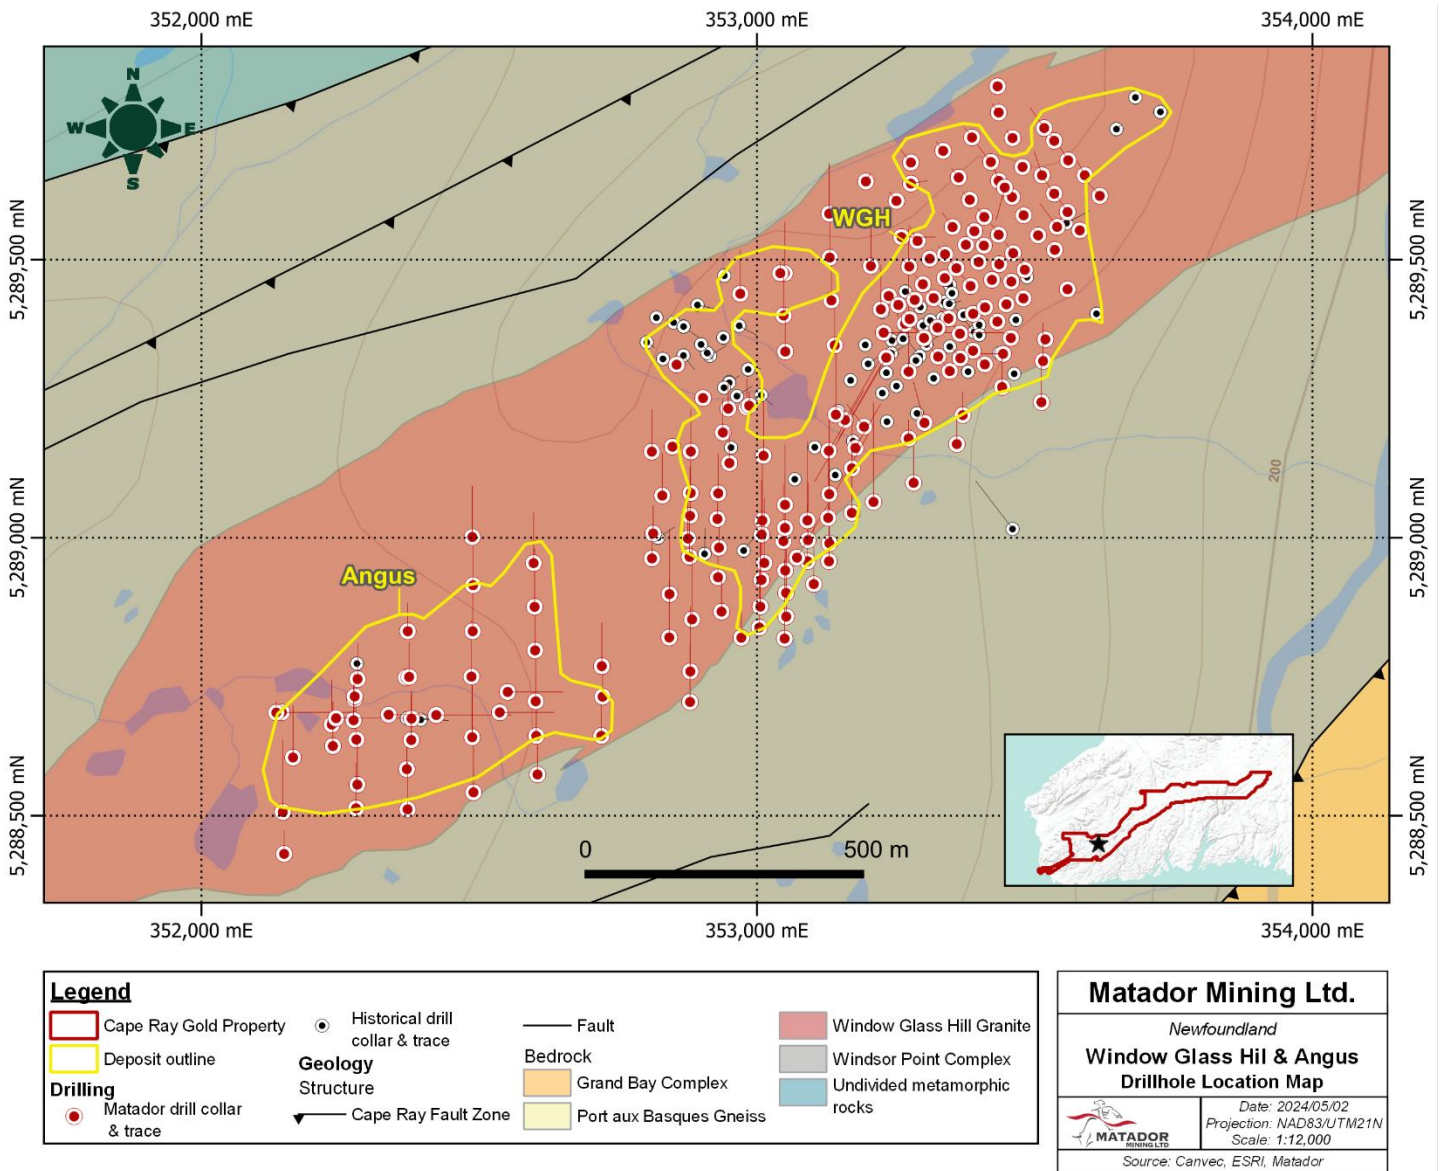 352,000 mE
353,000 mE
354,000 mE
N
W
E
S
5,289,500 mN
5,289,500 mN
WGH
200
5,289,000 mN
5,289,000 mN
Angus
5,288,500 mN
5,288,500 mN
0
500 m
352,000 mE
353,000 mE
354,000 mE
Legend
Cape Ray Gold Property
Deposit outline
Drilling
Matador drill collar
& trace
Historical drill
collar & trace
Geology
Structure
Cape Ray Fault Zone
Fault
Bedrock
Grand Bay Complex
Port aux Basques Gneiss
Window Glass Hill Granite
Windsor Point Complex
Undivided metamorphic
rocks
Matador Mining Ltd.
Newfoundland
Window Glass Hil & Angus
Drillhole Location Map
MATADOR
MINING LTD
Date: 2024/05/02
Projection: NAD83/UTM21N
Scale: 1:12,000
Source: Canvec, ESRI, Matador